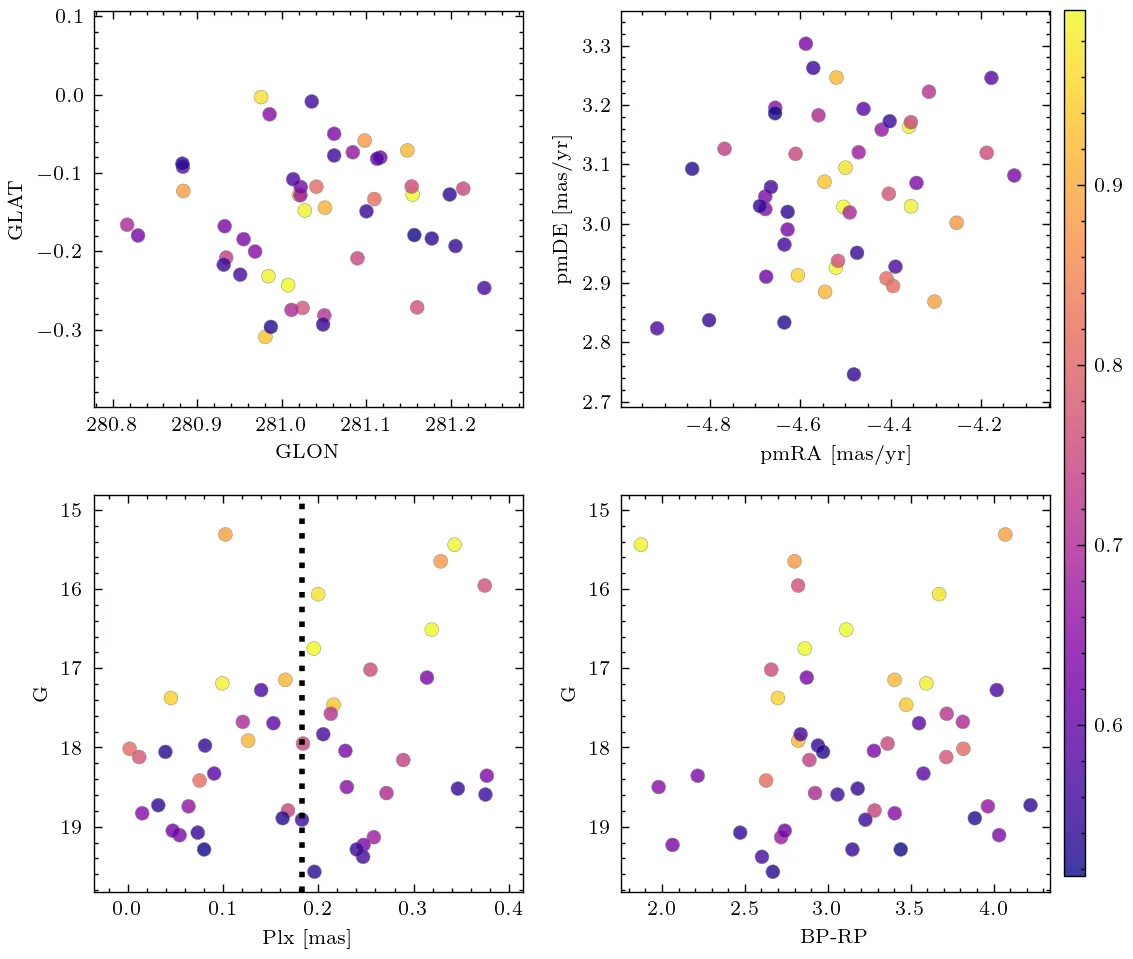 0.1
0.0
−0.1
−0.2
−0.3
GLAT
280.8 280.9 281.0 281.1 281.2
GLON
3.3
3.2
3.1
3.0
2.9
2.8
2.7
pmDE [mas/yr]
−4.8 −4.6 −4.4 −4.2
pmRA [mas/yr]
0.9
0.8
0.7
0.6
15
16
17
18
19
G
0.0 0.1 0.2 0.3 0.4
Plx [mas]
15
16
17
18
19
G
2.0 2.5 3.0 3.5 4.0
BP-RP